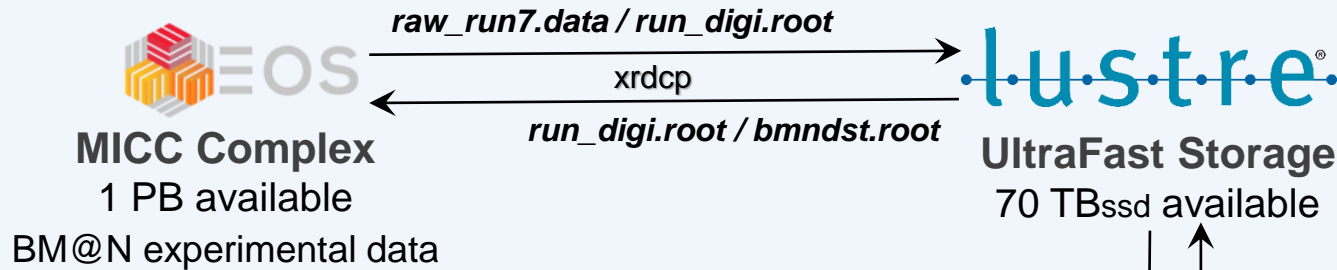 raw_run7.data / run_digi.root
EOS
xrdcp
l·u·s·t·r·e®
run_digi.root / bmndst.root
MICC Complex
UltraFast Storage
1 PB available
70 TBssd available
BM@N experimental data